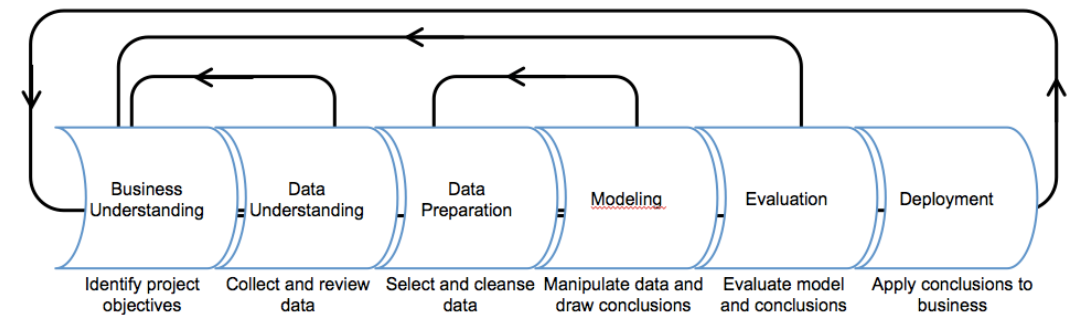 Business
Understanding
Data
Understanding
Data
Preparation
Modeling
Evaluation
Deployment
Identify project
objectives
Collect and review
data
Select and cleanse
data
Manipulate data and
draw conclusions
Evaluate model
and conclusions
Apply conclusions to
business